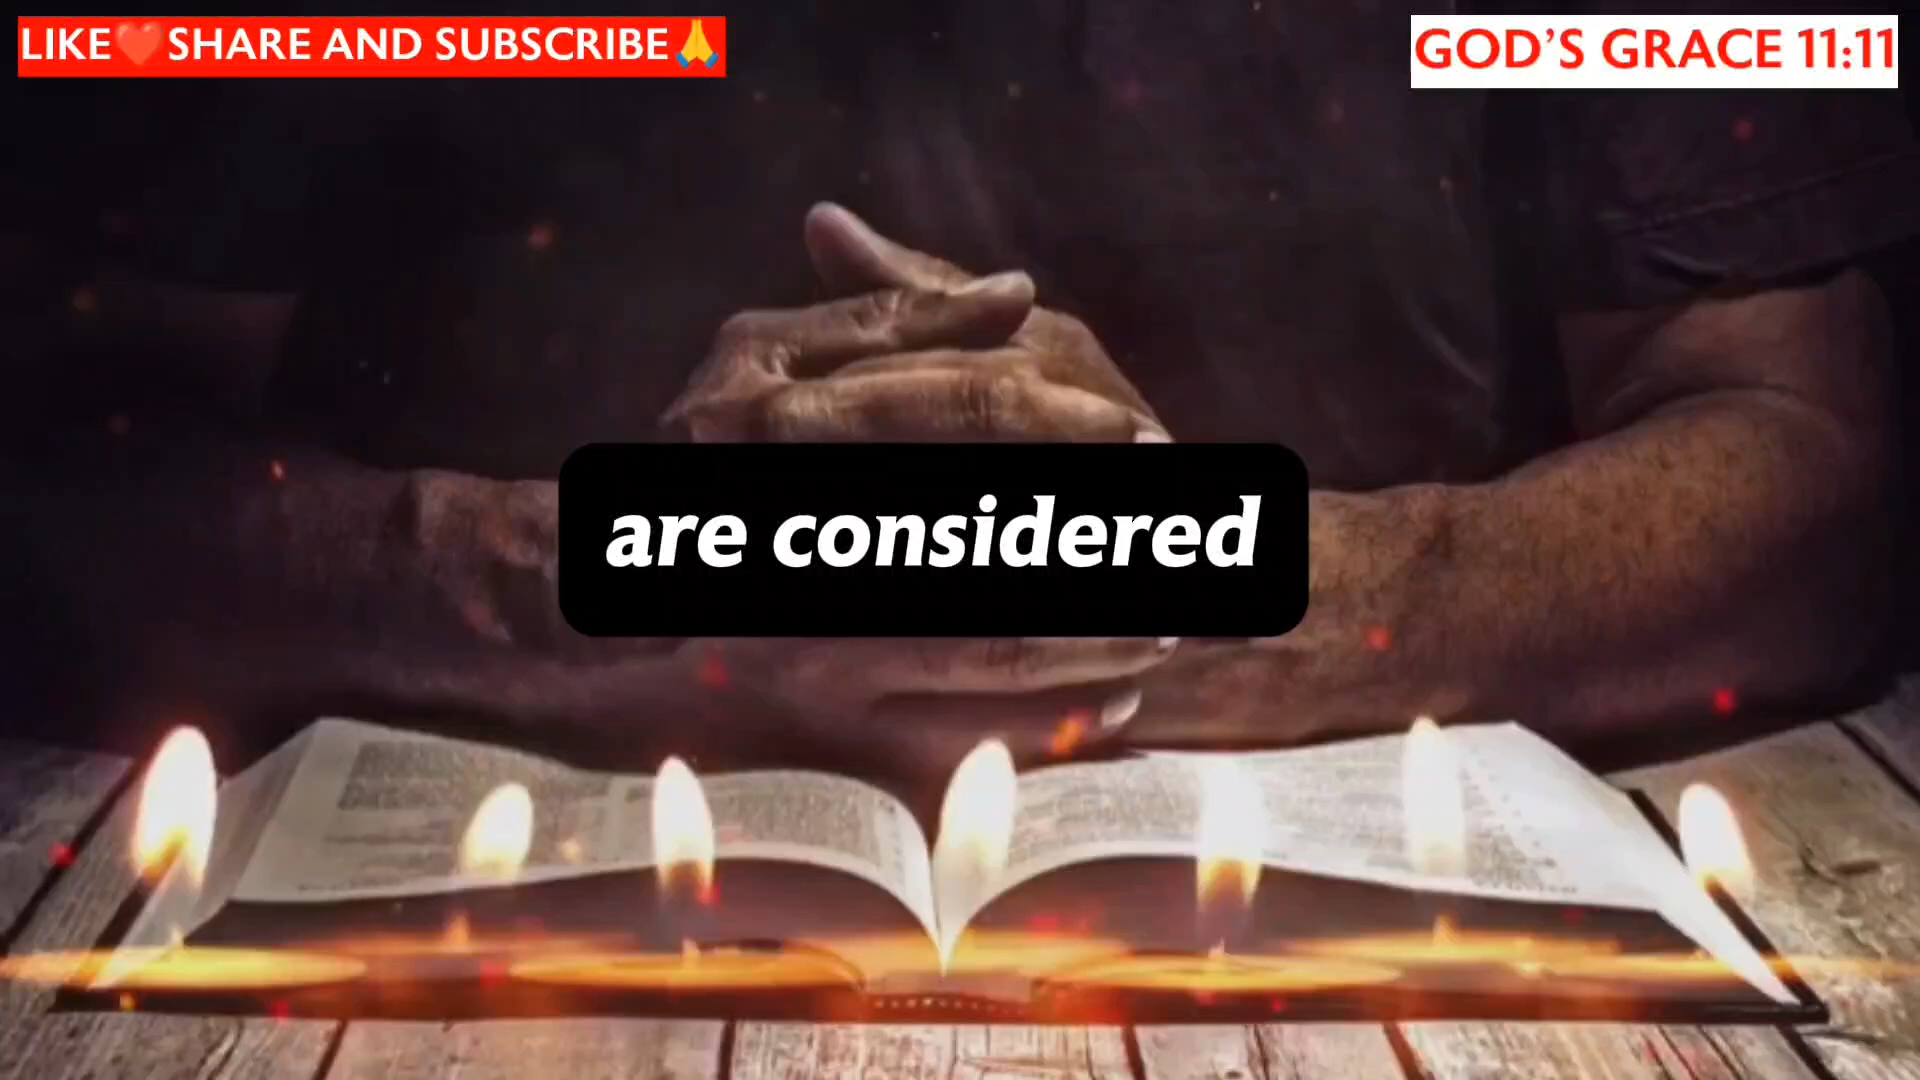 LIKE❤️SHARE AND SUBSCRIBE🙏
GOD’S GRACE 11:11
are considered